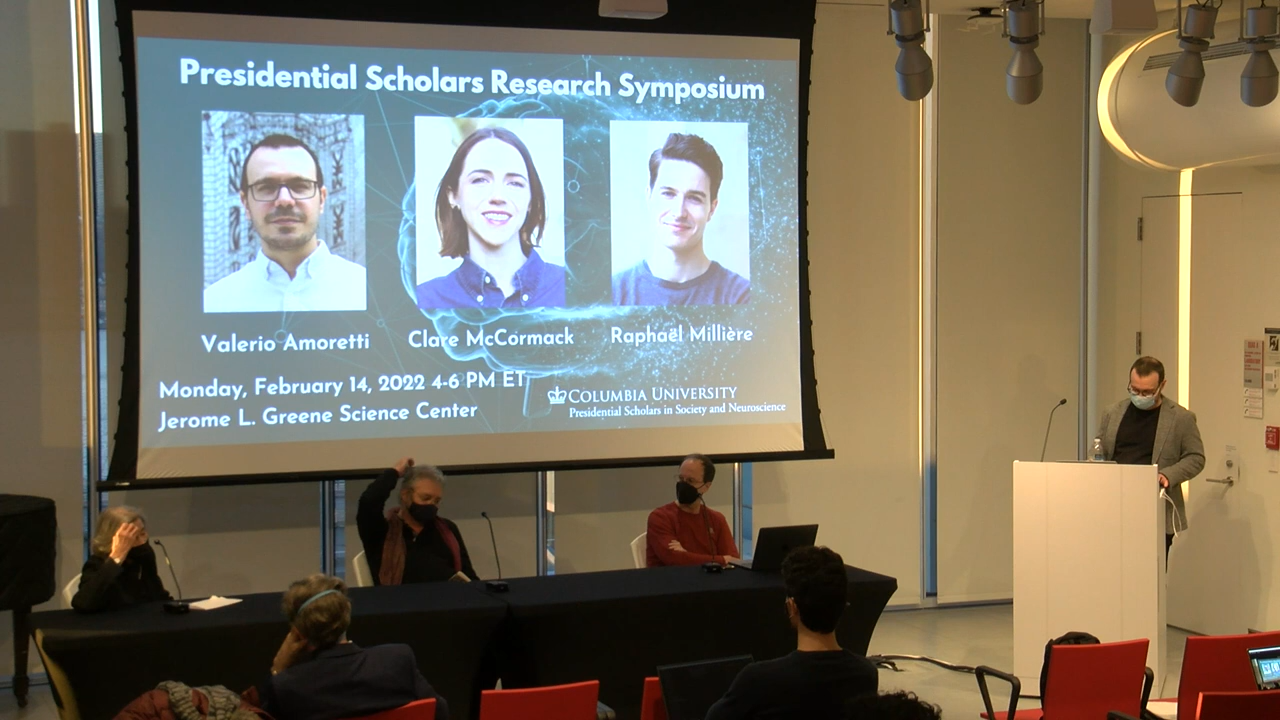 Presidential Scholars Research Symposium
Valerio Amoretti
Clare McCormack
Raphaël Millière
Monday, February 14, 2022 4-6 PM ET
Jerome L. Greene Science Center
COLUMBIA UNIVERSITY
Presidential Scholars in Society and Neuroscience